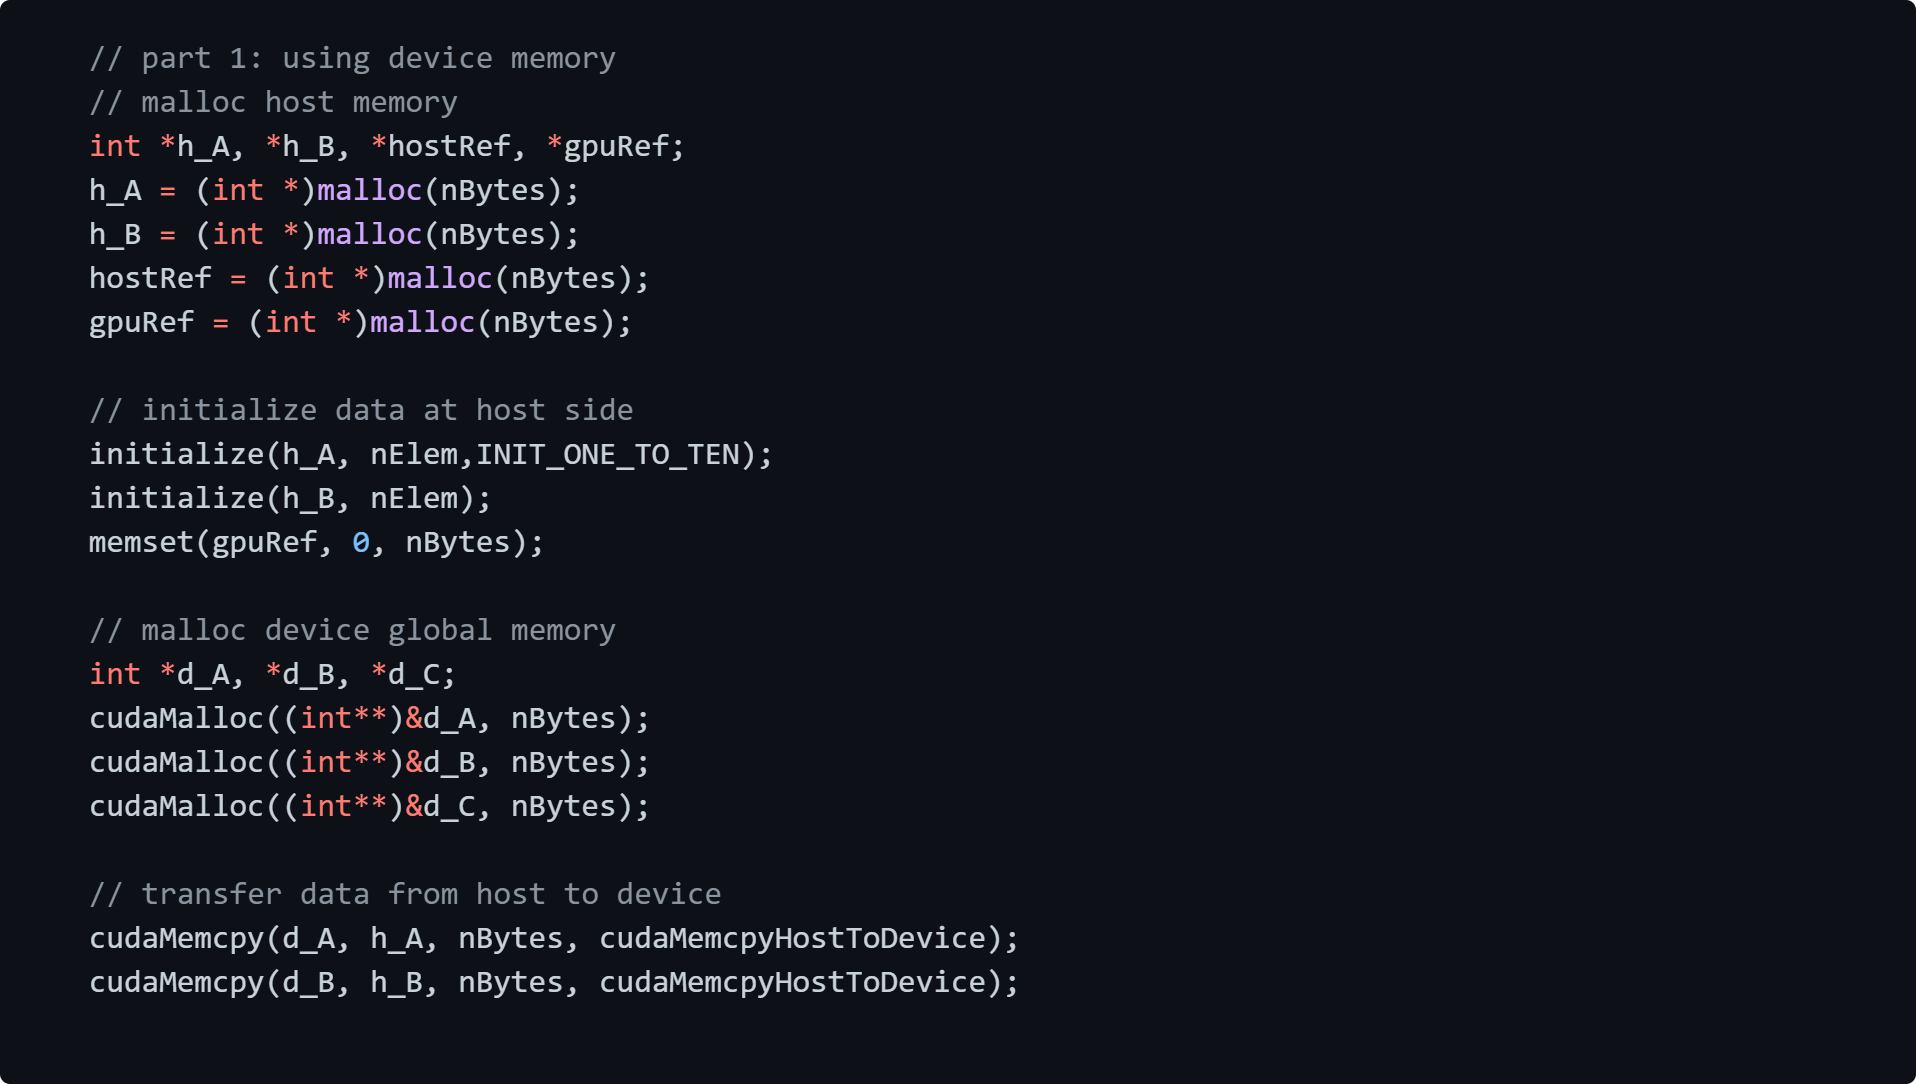 // part 1: using device memory
// malloc host memory
int *h_A, *h_B, *hostRef, *gpuRef;
h_A = (int *)malloc(nBytes);
h_B = (int *)malloc(nBytes);
hostRef = (int *)malloc(nBytes);
gpuRef = (int *)malloc(nBytes);

// initialize data at host side
initialize(h_A, nElem,INIT_ONE_TO_TEN);
initialize(h_B, nElem);
memset(gpuRef, 0, nBytes);

// malloc device global memory
int *d_A, *d_B, *d_C;
cudaMalloc((int**)&d_A, nBytes);
cudaMalloc((int**)&d_B, nBytes);
cudaMalloc((int**)&d_C, nBytes);

// transfer data from host to device
cudaMemcpy(d_A, h_A, nBytes, cudaMemcpyHostToDevice);
cudaMemcpy(d_B, h_B, nBytes, cudaMemcpyHostToDevice);